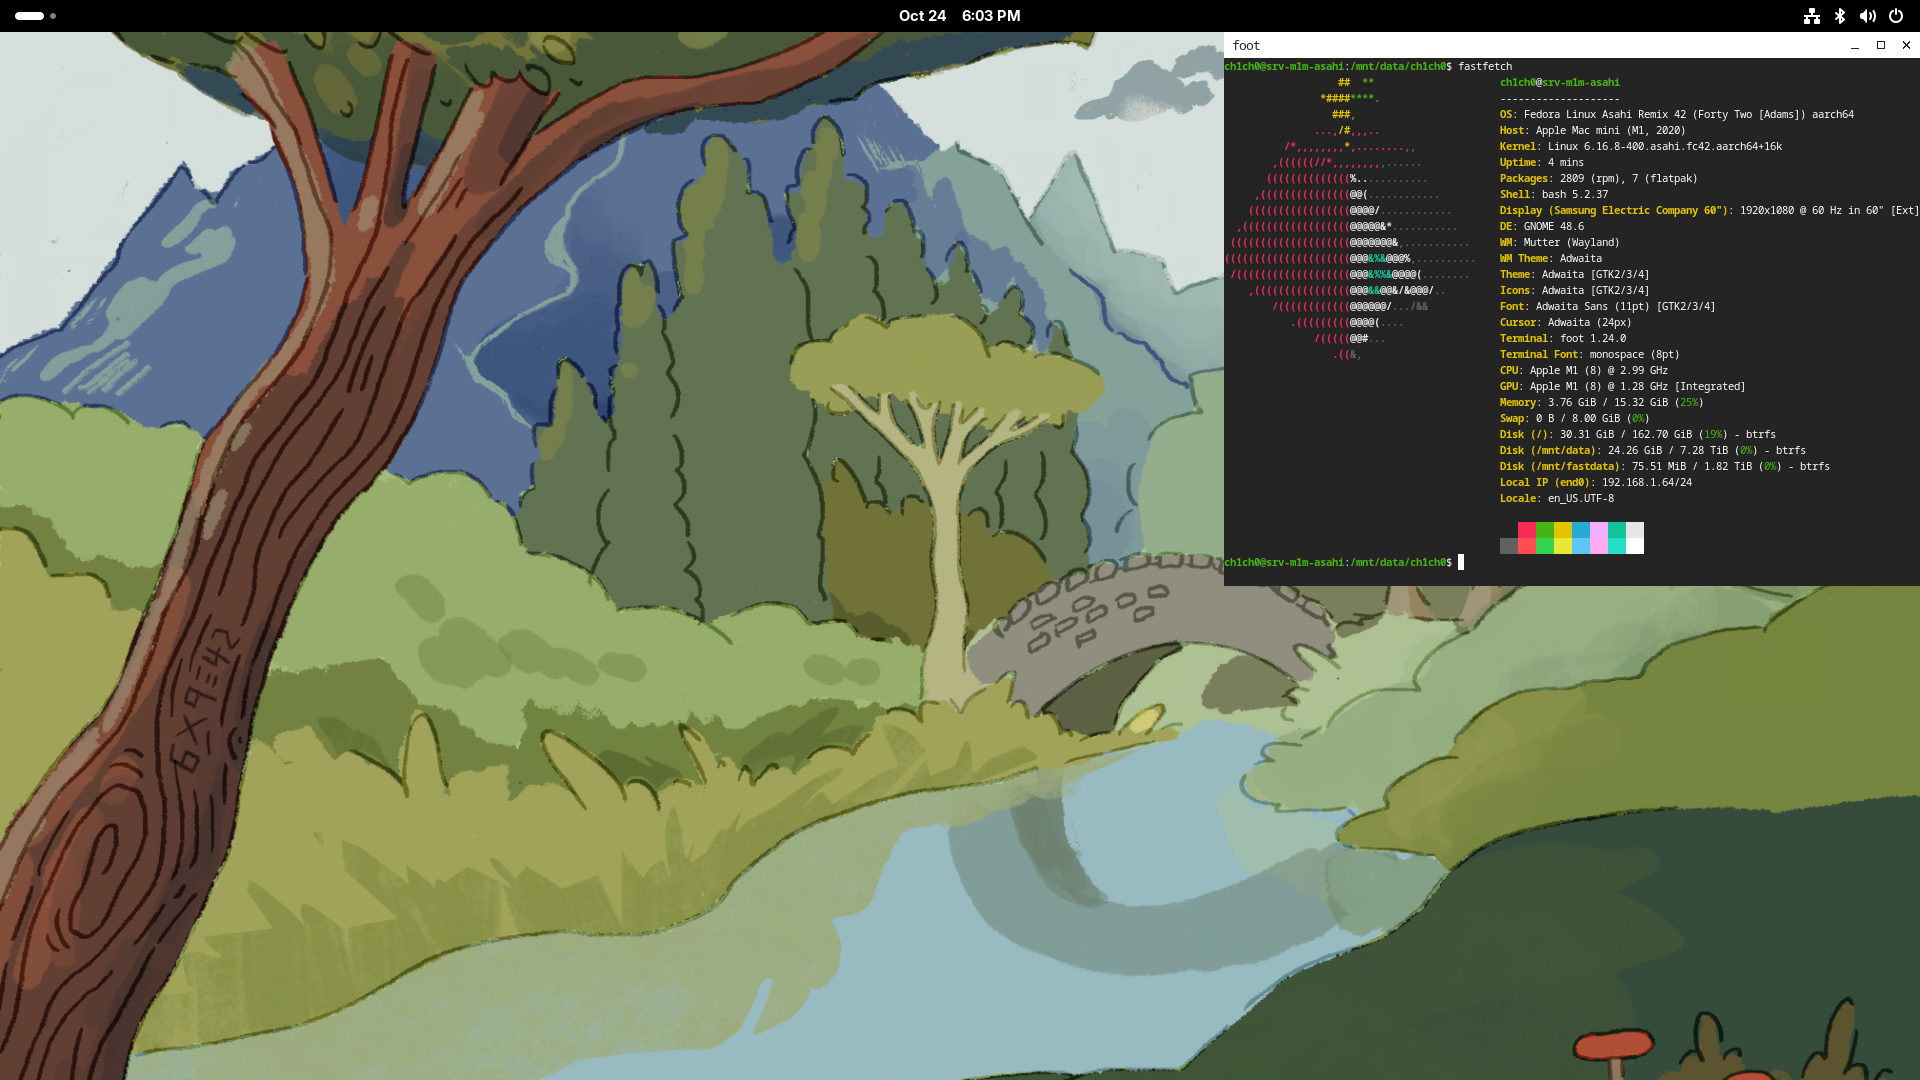 Oct 24 6:03 PM
foot
ch1ch0@srv-m1m-asahi:/mnt/data/ch1ch0$ fastfetch
## **
*####****.
###,
...,/#,,,..
/*,,,,,,,,*,........,,
,((((((//*,,,,,,,,,......
((((((((((((((%............
,(((((((((((((((@@(............
(((((((((((((((((@@@@/............
,((((((((((((((((((@@@@@&*...........
((((((((((((((((((((@@@@@@@&,...........
(((((((((((((((((((((@@@&%&@@@%,..........
/(((((((((((((((((((@@@&%%&@@@@(........
,((((((((((((((((@@@&&@@&/&@@@/..
/((((((((((((@@@@@@/.../&&
.(((((((((@@@@(....
/(((((@@#...
.((&,
ch1ch0@srv-m1m-asahi
--------------------
OS: Fedora Linux Asahi Remix 42 (Forty Two [Adams]) aarch64
Host: Apple Mac mini (M1, 2020)
Kernel: Linux 6.16.8-400.asahi.fc42.aarch64+16k
Uptime: 4 mins
Packages: 2809 (rpm), 7 (flatpak)
Shell: bash 5.2.37
Display (Samsung Electric Company 60"): 1920x1080 @ 60 Hz in 60" [Ext]
DE: GNOME 48.6
WM: Mutter (Wayland)
WM Theme: Adwaita
Theme: Adwaita [GTK2/3/4]
Icons: Adwaita [GTK2/3/4]
Font: Adwaita Sans (11pt) [GTK2/3/4]
Cursor: Adwaita (24px)
Terminal: foot 1.24.0
Terminal Font: monospace (8pt)
CPU: Apple M1 (8) @ 2.99 GHz
GPU: Apple M1 (8) @ 1.28 GHz [Integrated]
Memory: 3.76 GiB / 15.32 GiB (25%)
Swap: 0 B / 8.00 GiB (0%)
Disk (/): 30.31 GiB / 162.70 GiB (19%) - btrfs
Disk (/mnt/data): 24.26 GiB / 7.28 TiB (0%) - btrfs
Disk (/mnt/fastdata): 75.51 MiB / 1.82 TiB (0%) - btrfs
Local IP (end0): 192.168.1.64/24
Locale: en_US.UTF-8
ch1ch0@srv-m1m-asahi:/mnt/data/ch1ch0$
6×9=42